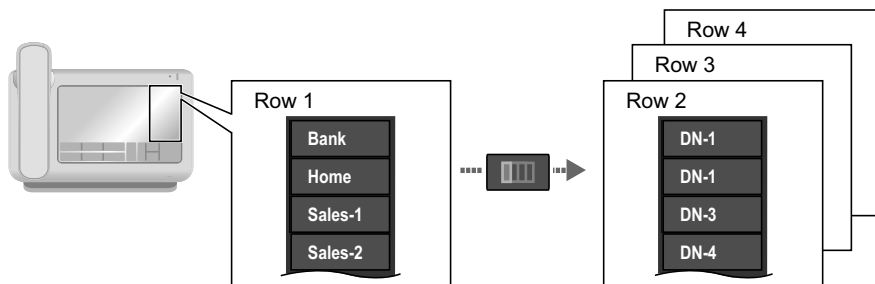 Row 4
Row 3
Row 1
Row 2
Bank
Home
Sales-1
Sales-2
DN-1
DN-1
DN-3
DN-4